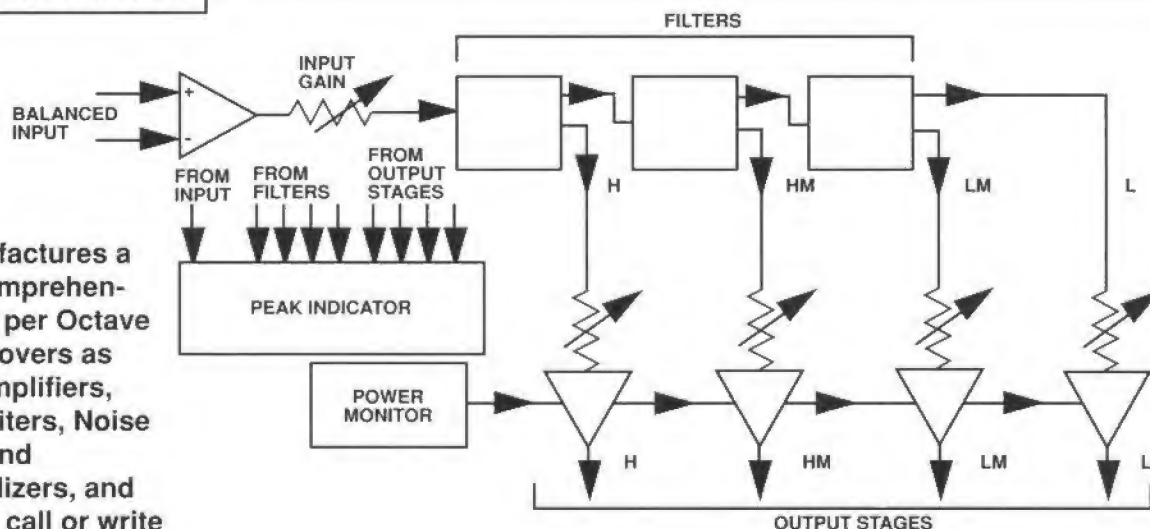 FILTERS
INPUT
GAIN
BALANCED
INPUT
+
-
FROM
INPUT
FROM
FILTERS
FROM
OUTPUT
STAGES
H
HM
LM
L
PEAK INDICATOR
POWER
MONITOR
H
HM
LM
L
OUTPUT STAGES
factures a
omprehen-
per Octave
overs as
mplifiers,
iters, Noise
nd
lizers, and
call or write